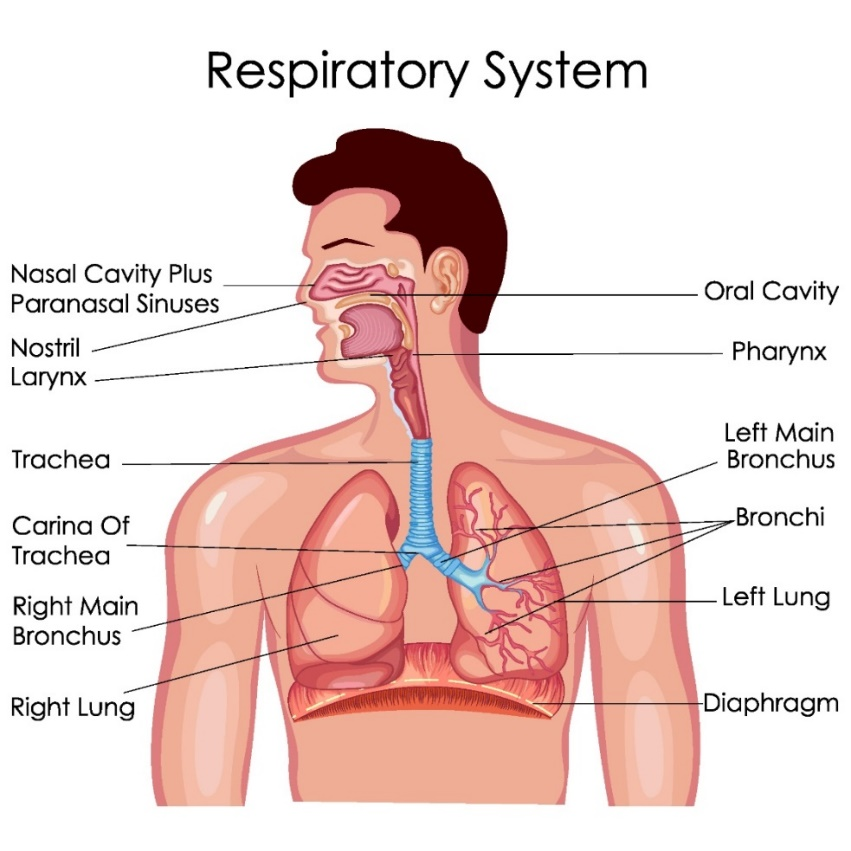 Respiratory System
Nasal Cavity Plus
Paranasal Sinuses
Nostril
Larynx
Trachea
Carina Of
Trachea
Right Main
Bronchus
Right Lung
Oral Cavity
Pharynx
Left Main
Bronchus
Bronchi
Left Lung
Diaphragm